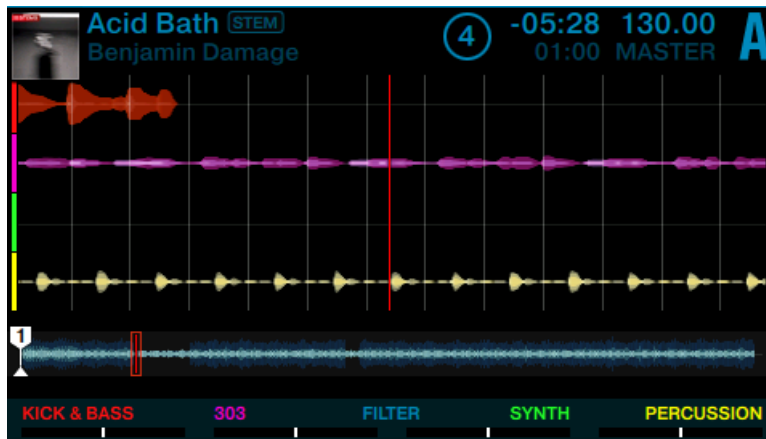 Acid Bath STEM
Benjamin Damage
4
-05:28 130.00
01:00 MASTER
A
1
KICK & BASS 303 FILTER SYNTH PERCUSSION